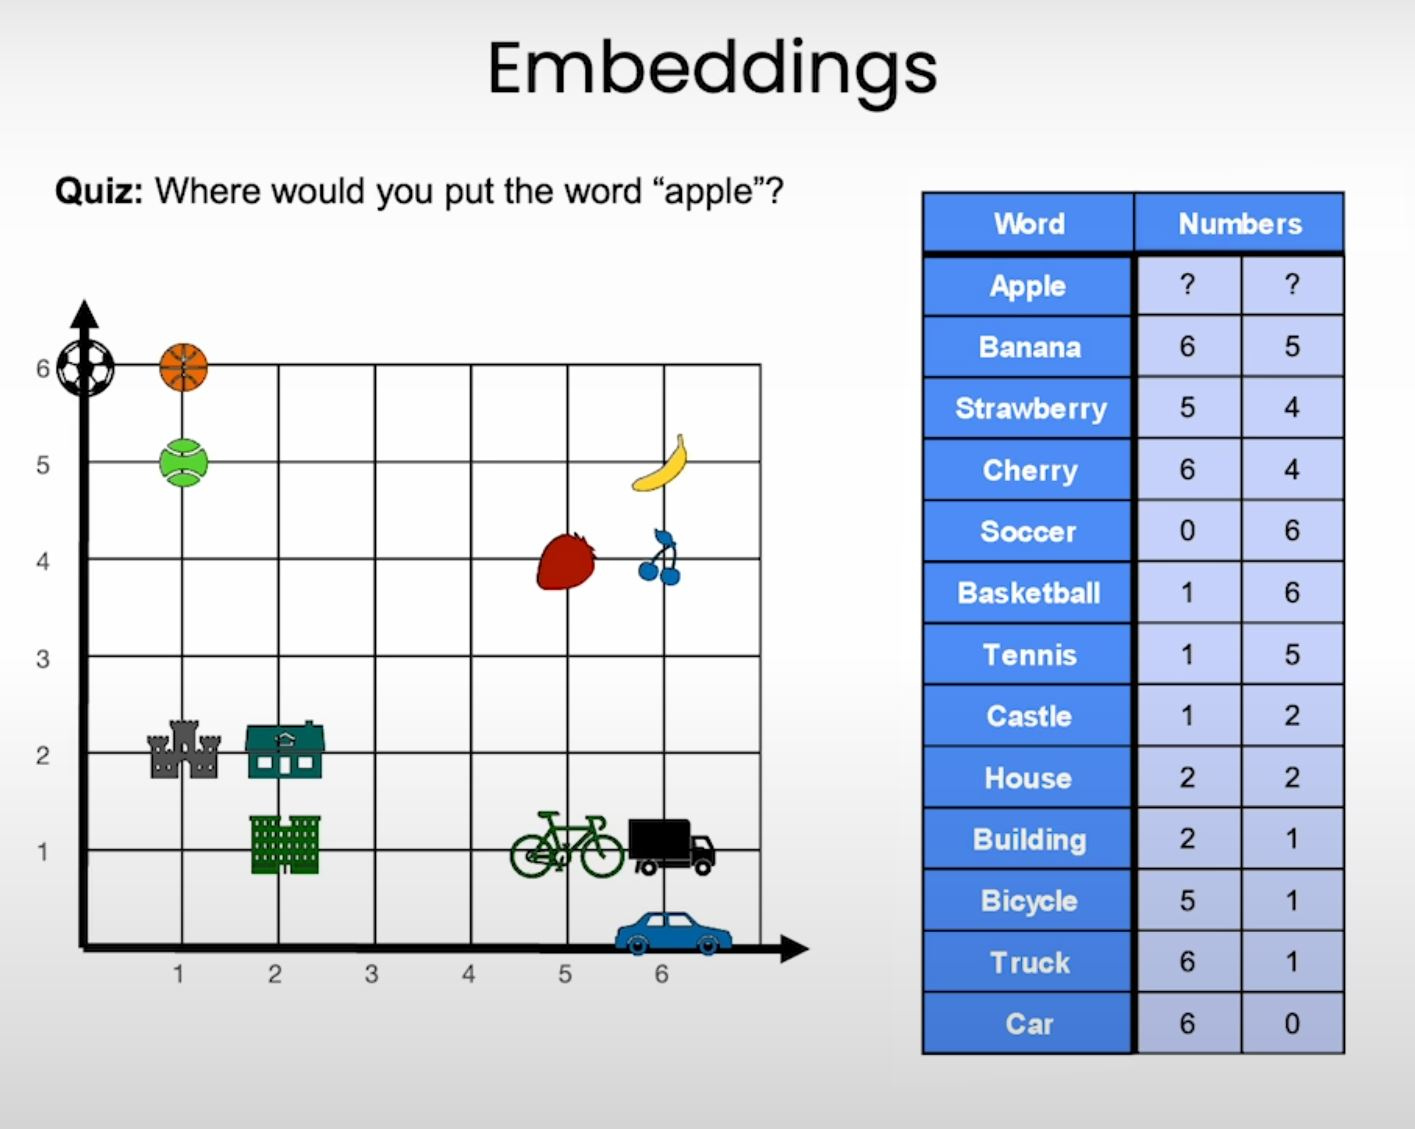 Embeddings
Quiz: Where would you put the word “apple”?
Word Numbers
Apple ? ?
Banana 6 5
Strawberry 5 4
Cherry 6 4
Soccer 0 6
Basketball 1 6
Tennis 1 5
Castle 1 2
House 2 2
Building 2 1
Bicycle 5 1
Truck 6 1
Car 6 0
6
5
4
3
2
1
1 2 3 4 5 6